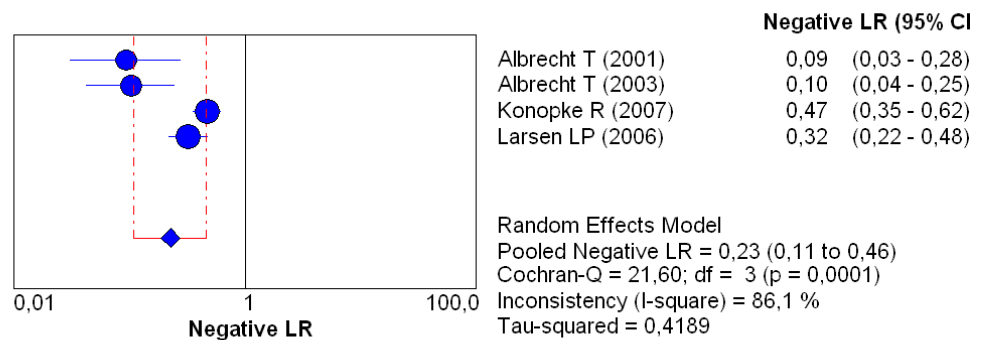 Negative LR (95% CI
Albrecht T (2001) 0,09 (0,03 - 0,28)
Albrecht T (2003) 0,10 (0,04 - 0,25)
Konopke R (2007) 0,47 (0,35 - 0,62)
Larsen LP (2006) 0,32 (0,22 - 0,48)
Random Effects Model
Pooled Negative LR = 0,23 (0,11 to 0,46)
Cochran-Q = 21,60; df = 3 (p = 0,0001)
Inconsistency (I-square) = 86,1 %
Tau-squared = 0,4189
0,01 1 100,0
Negative LR